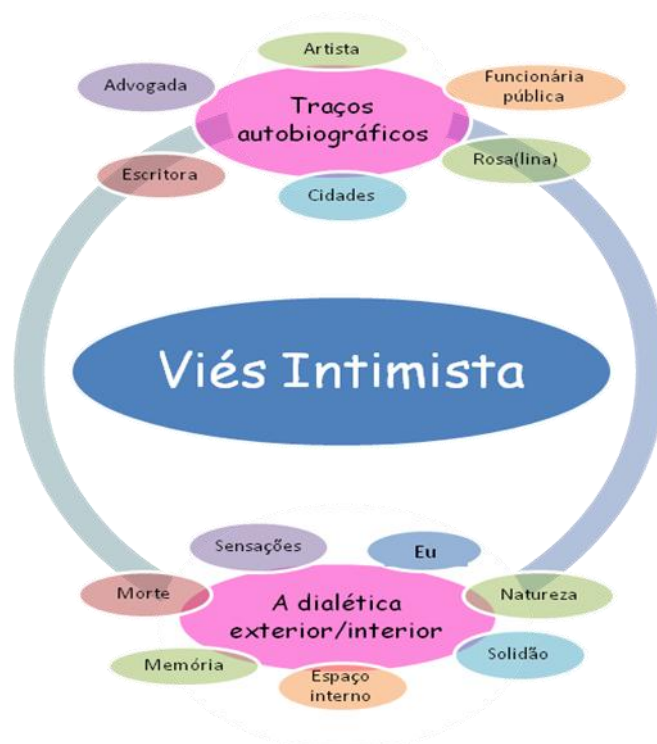 Artista
Advogada
Funcionária
pública
Traços
autobiográficos
Escritora
Rosa(lina)
Cidades
Viés Intimista
Sensações
Eu
Morte
A dialética
exterior/interior
Natureza
Memória
Espaço
interno
Solidão